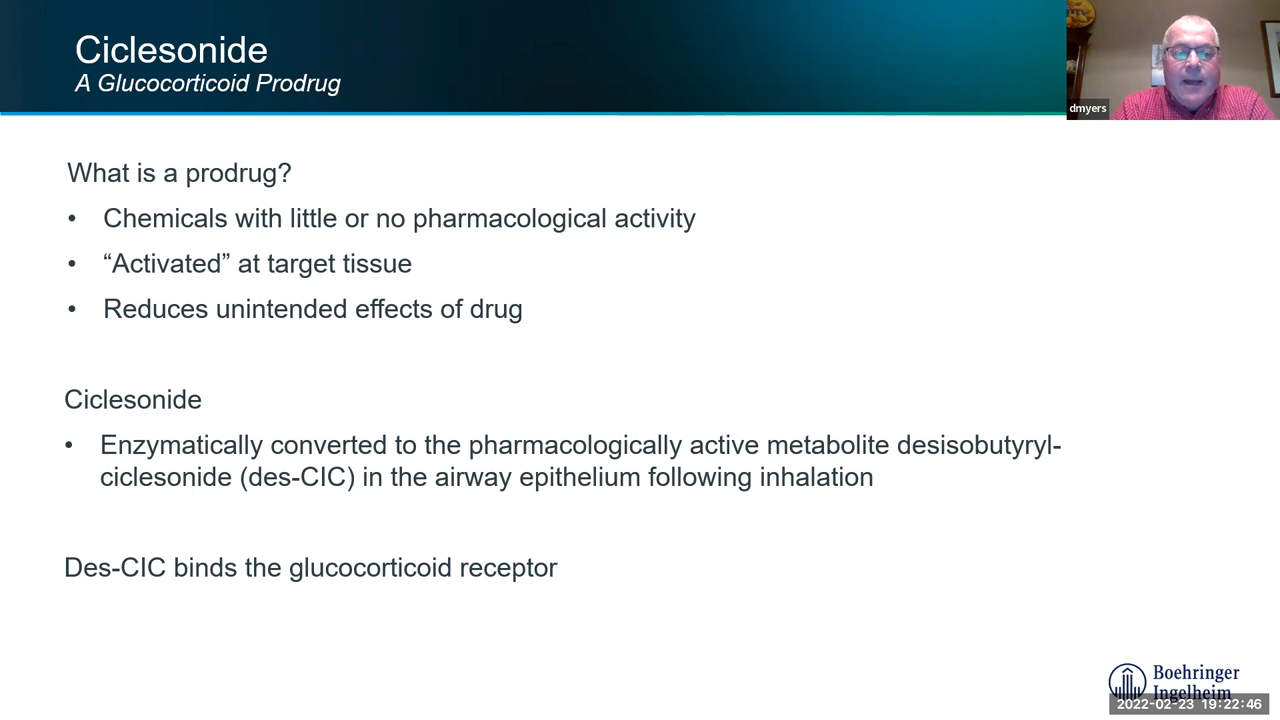 Ciclesonide
A Glucocorticoid Prodrug
dmyers
What is a prodrug?
• Chemicals with little or no pharmacological activity
• “Activated” at target tissue
• Reduces unintended effects of drug
Ciclesonide
• Enzymatically converted to the pharmacologically active metabolite desisobutyryl-
ciclesonide (des-CIC) in the airway epithelium following inhalation
Des-CIC binds the glucocorticoid receptor
Boehringer
Ingelheim
2022-02-23 19:22:46